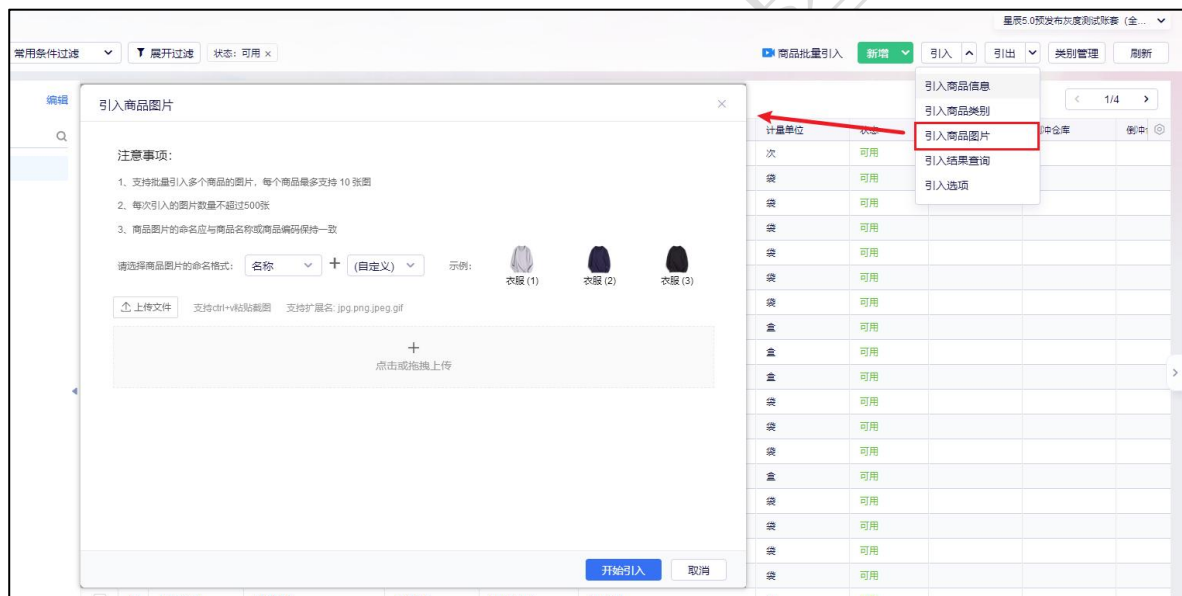 星辰5.0预发布灰度测试账套（全...
常用条件过滤
展开过滤
状态: 可用 ×
商品批量引入
新增
引入
引出
类别管理
刷新
编辑
引入商品信息
引入商品类别
引入商品图片
引入结果查询
引入选项
1/4
引入商品图片
计量单位
冲仓库
注意事项:
1、支持批量引入多个商品的图片，每个商品最多支持 10 张图
2、每次引入的图片数量不超过500张
3、商品图片的命名应与商品名称或商品编码保持一致
请选择商品图片的命名格式:
名称
+
(自定义)
示例:
衣服 (1)
衣服 (2)
衣服 (3)
上传文件
支持ctrl+v粘贴截图
支持扩展名: jpg.png.jpeg.gif
+
点击或拖拽上传
开始引入
取消
次 可用
袋 可用
袋 可用
袋 可用
袋 可用
袋 可用
袋 可用
盒 可用
盒 可用
盒 可用
袋 可用
袋 可用
袋 可用
盒 可用
袋 可用
袋 可用
袋 可用
袋 可用